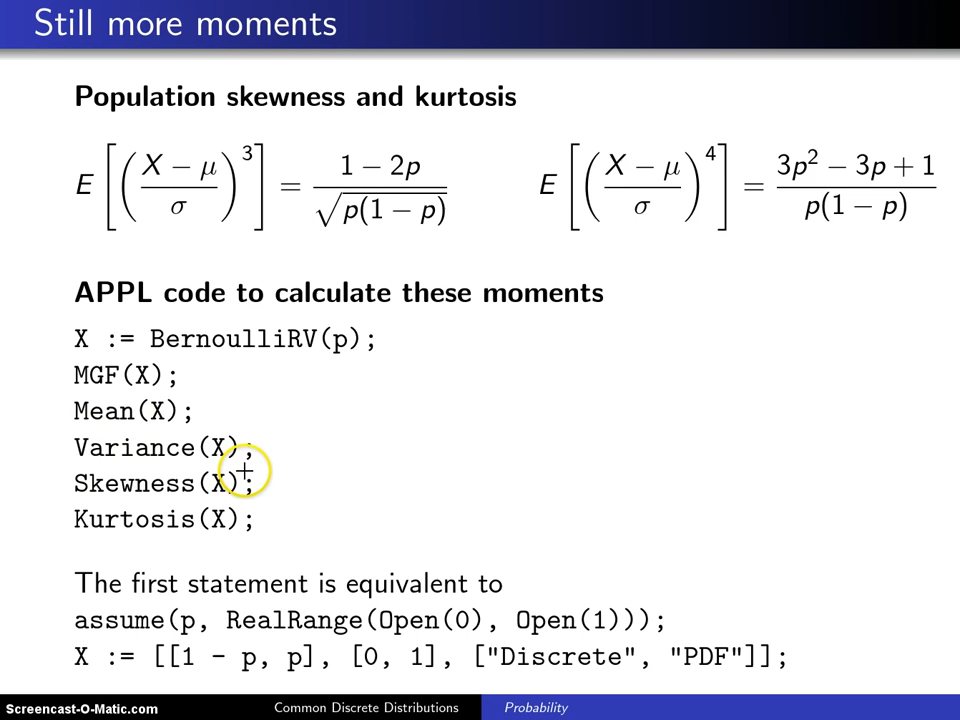 Still more moments
Population skewness and kurtosis
E[((X − μ)/σ)^3] = (1 − 2p)/√(p(1 − p))    E[((X − μ)/σ)^4] = (3p^2 − 3p + 1)/(p(1 − p))
APPL code to calculate these moments
X := BernoulliRV(p);
MGF(X);
Mean(X);
Variance(X);
Skewness(X);
Kurtosis(X);
The first statement is equivalent to
assume(p, RealRange(Open(0), Open(1)));
X := [[1 - p, p], [0, 1], ["Discrete", "PDF"]];
Screencast-O-Matic.com    Common Discrete Distributions    Probability